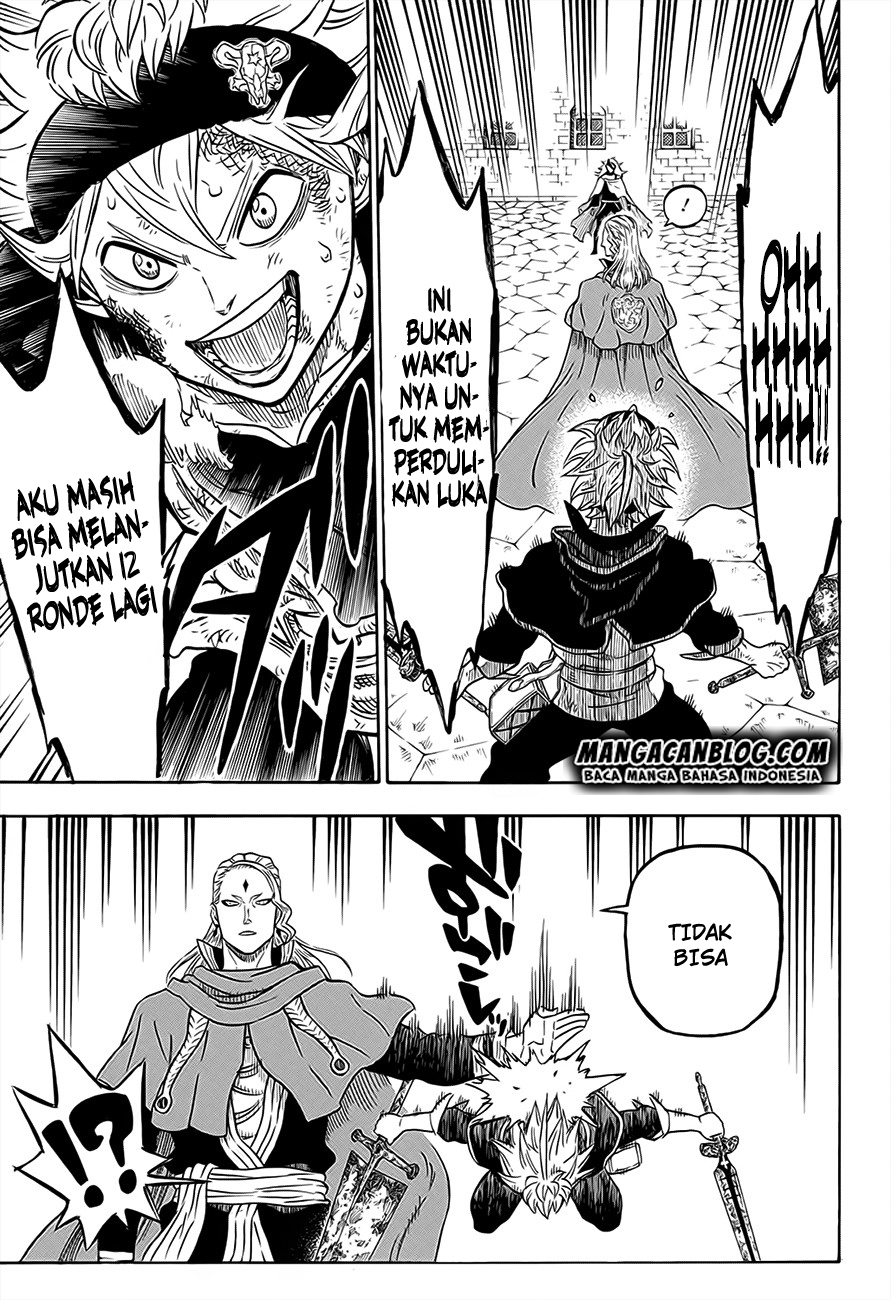 OHH
HHHH
HHH!!
!
INI
BUKAN
WAKTU-
NYA UN-
TUK MEM-
PERDULI-
KAN LUKA
AKU MASIH
BISA MELAN-
JUTKAN 12
RONDE LAGI
MANGACANBLOG.COM
BACA MANGA BAHASA INDONESIA
TIDAK
BISA
!?